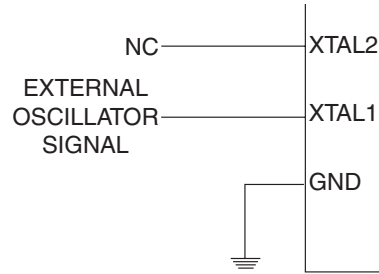 NC
XTAL2
EXTERNAL
OSCILLATOR
SIGNAL
XTAL1
GND